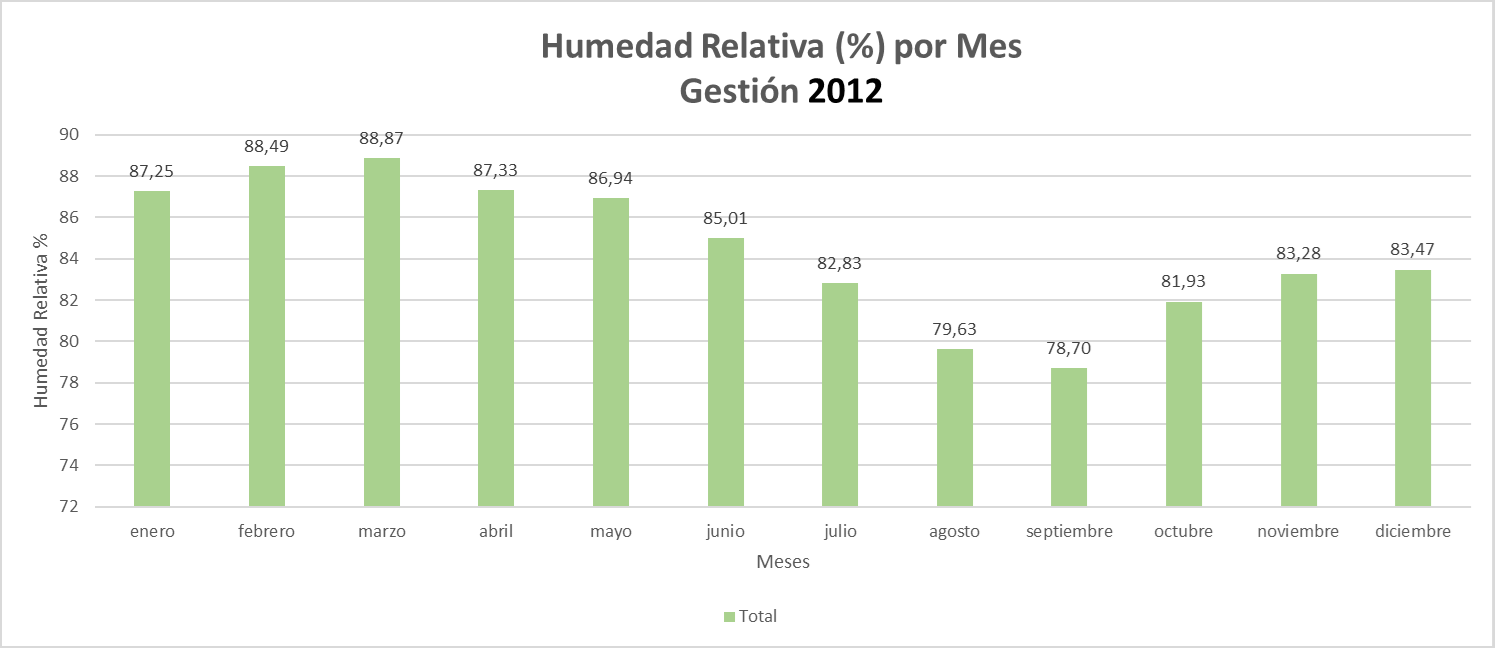 Humedad Relativa (%) por Mes
Gestión 2012
Humedad Relativa %
90
88
86
84
82
80
78
76
74
72
87,25
88,49
88,87
87,33
86,94
85,01
82,83
79,63
78,70
81,93
83,28
83,47
enero
febrero
marzo
abril
mayo
junio
julio
agosto
septiembre
octubre
noviembre
diciembre
Meses
Total